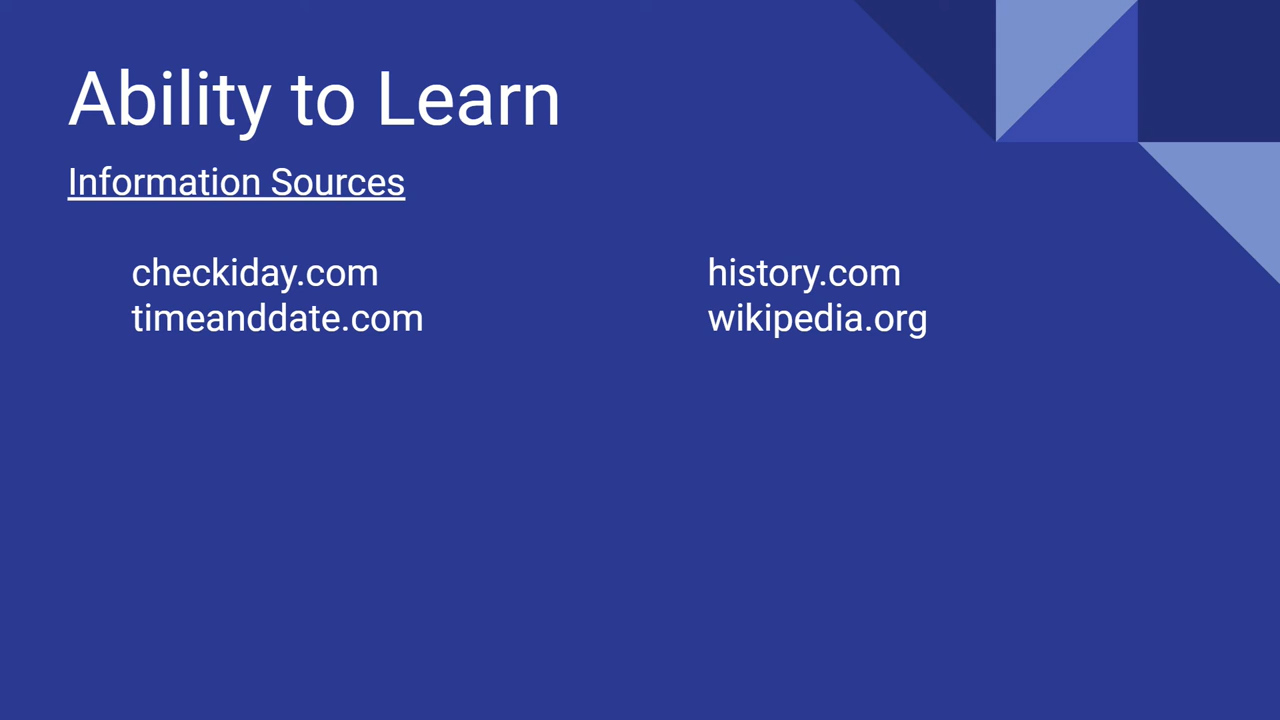 Ability to Learn
Information Sources
checkiday.com
timeanddate.com
history.com
wikipedia.org